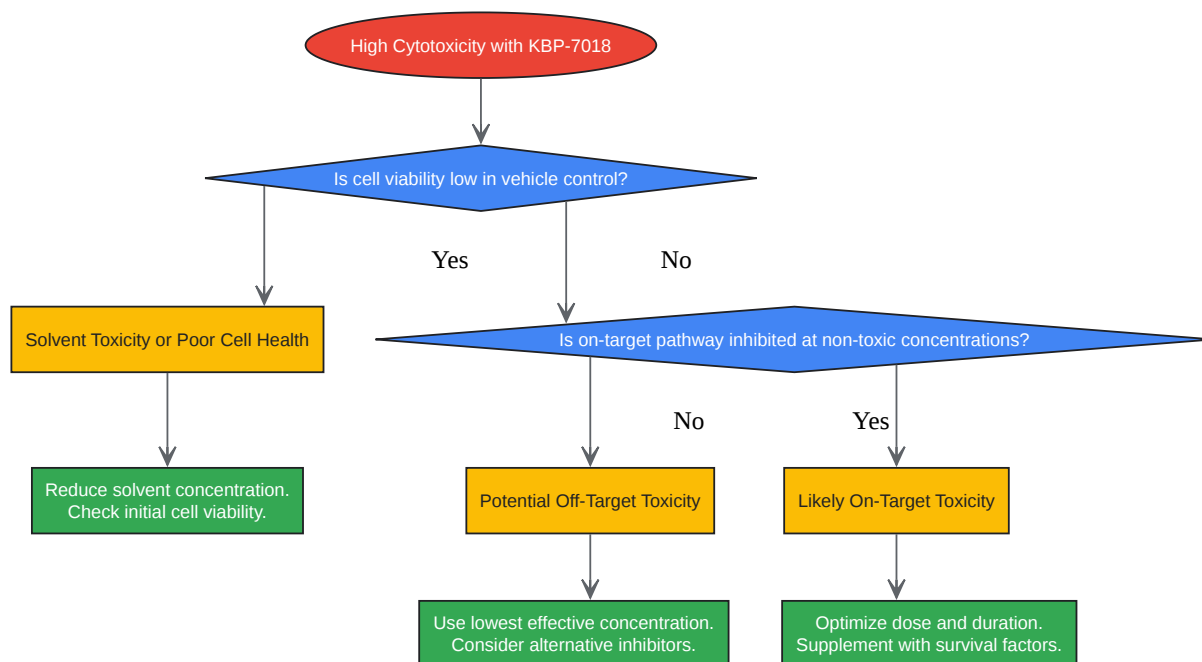 High Cytotoxicity with KBP-7018
Is cell viability low in vehicle control?
Yes
No
Solvent Toxicity or Poor Cell Health
Is on-target pathway inhibited at non-toxic concentrations?
No
Yes
Reduce solvent concentration.
Check initial cell viability.
Potential Off-Target Toxicity
Likely On-Target Toxicity
Use lowest effective concentration.
Consider alternative inhibitors.
Optimize dose and duration.
Supplement with survival factors.